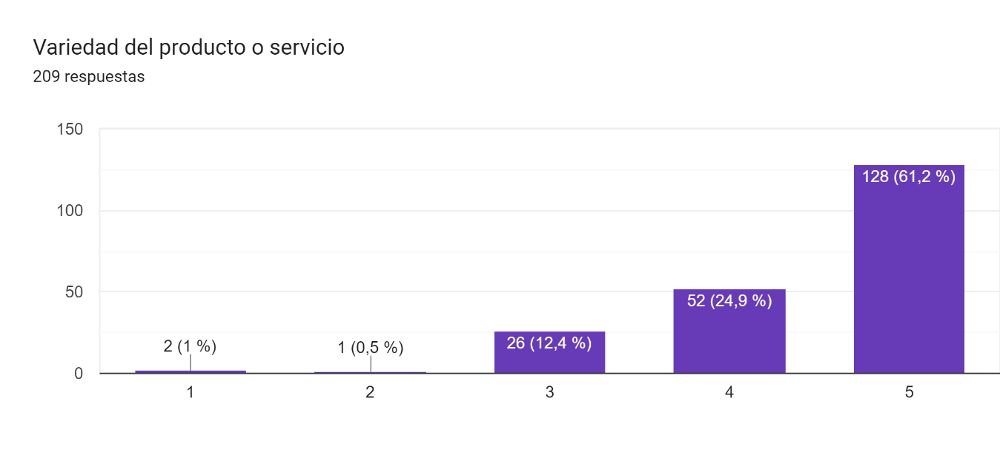 Variedad del producto o servicio
209 respuestas
150
100
50
0
2 (1 %)
1 (0,5 %)
26 (12,4 %)
52 (24,9 %)
128 (61,2 %)
1
2
3
4
5